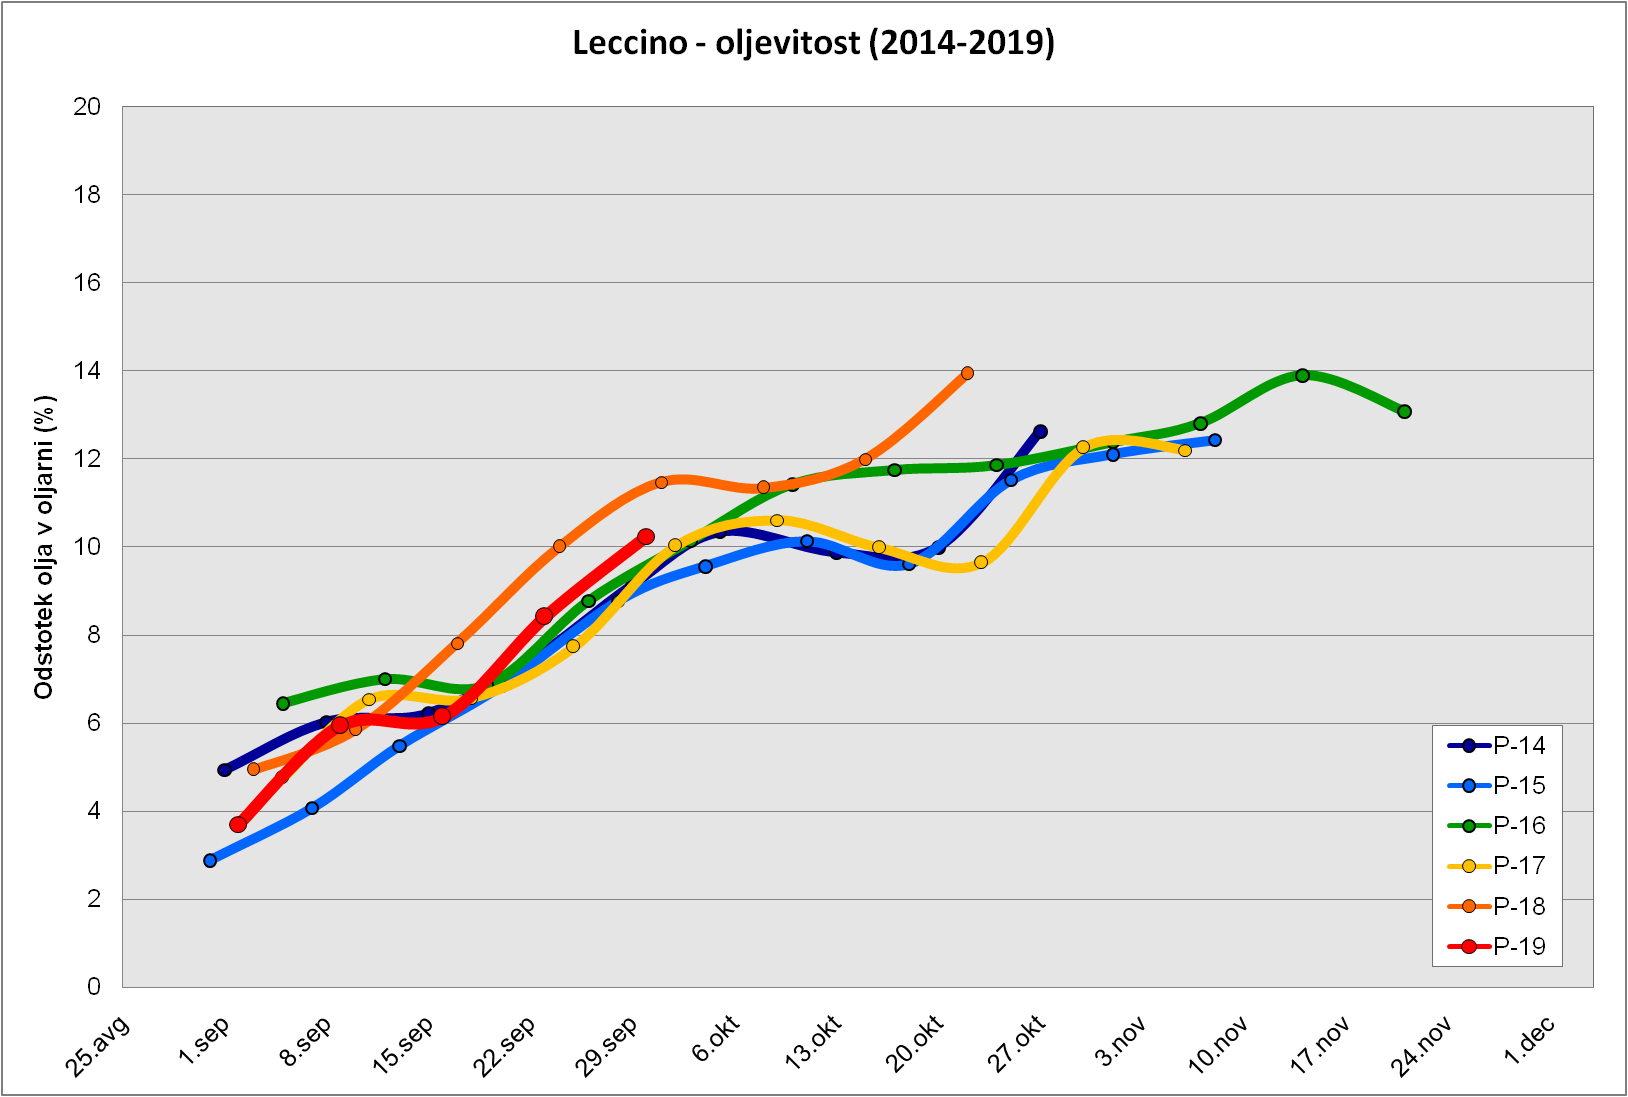 Leccino - oljevitost (2014-2019)
Odstotek olja v oljarni (%)
20
18
16
14
12
10
8
6
4
2
0
25.avg
1.sep
8.sep
15.sep
22.sep
29.sep
6.okt
13.okt
20.okt
27.okt
3.nov
10.nov
17.nov
24.nov
1.dec
P-14
P-15
P-16
P-17
P-18
P-19